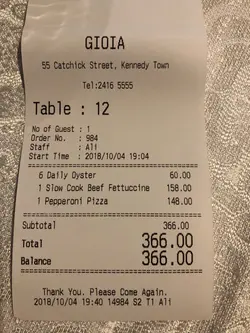 GIOIA
55 Catchick Street, Kennedy Town
Tel:2416 5555
Table : 12
No of Guest : 1
Order No. : 984
Staff : Ali
Start Time : 2018/10/04 19:04
6 Daily Oyster 60.00
1 Slow Cook Beef Fettuccine 158.00
1 Pepperoni Pizza 148.00
Subtotal 366.00
Total 366.00
Balance 366.00
Thank You. Please Come Again.
2018/10/04 19:40 14984 S2 T1 Ali